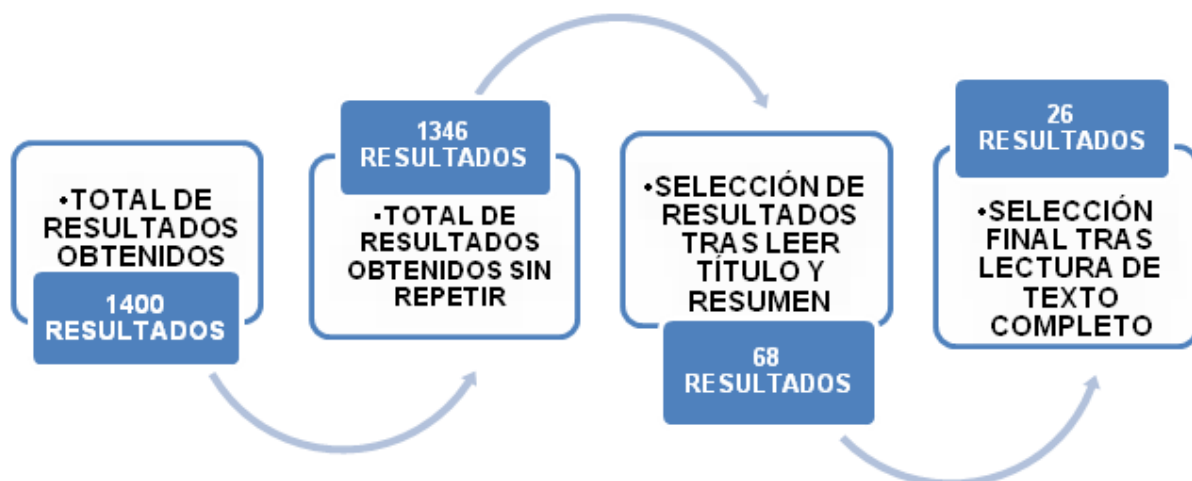 •TOTAL DE
RESULTADOS
OBTENIDOS
1400
RESULTADOS
1346
RESULTADOS
•TOTAL DE
RESULTADOS
OBTENIDOS SIN
REPETIR
•SELECCIÓN DE
RESULTADOS
TRAS LEER
TÍTULO Y
RESUMEN
68
RESULTADOS
26
RESULTADOS
•SELECCIÓN
FINAL TRAS
LECTURA DE
TEXTO
COMPLETO